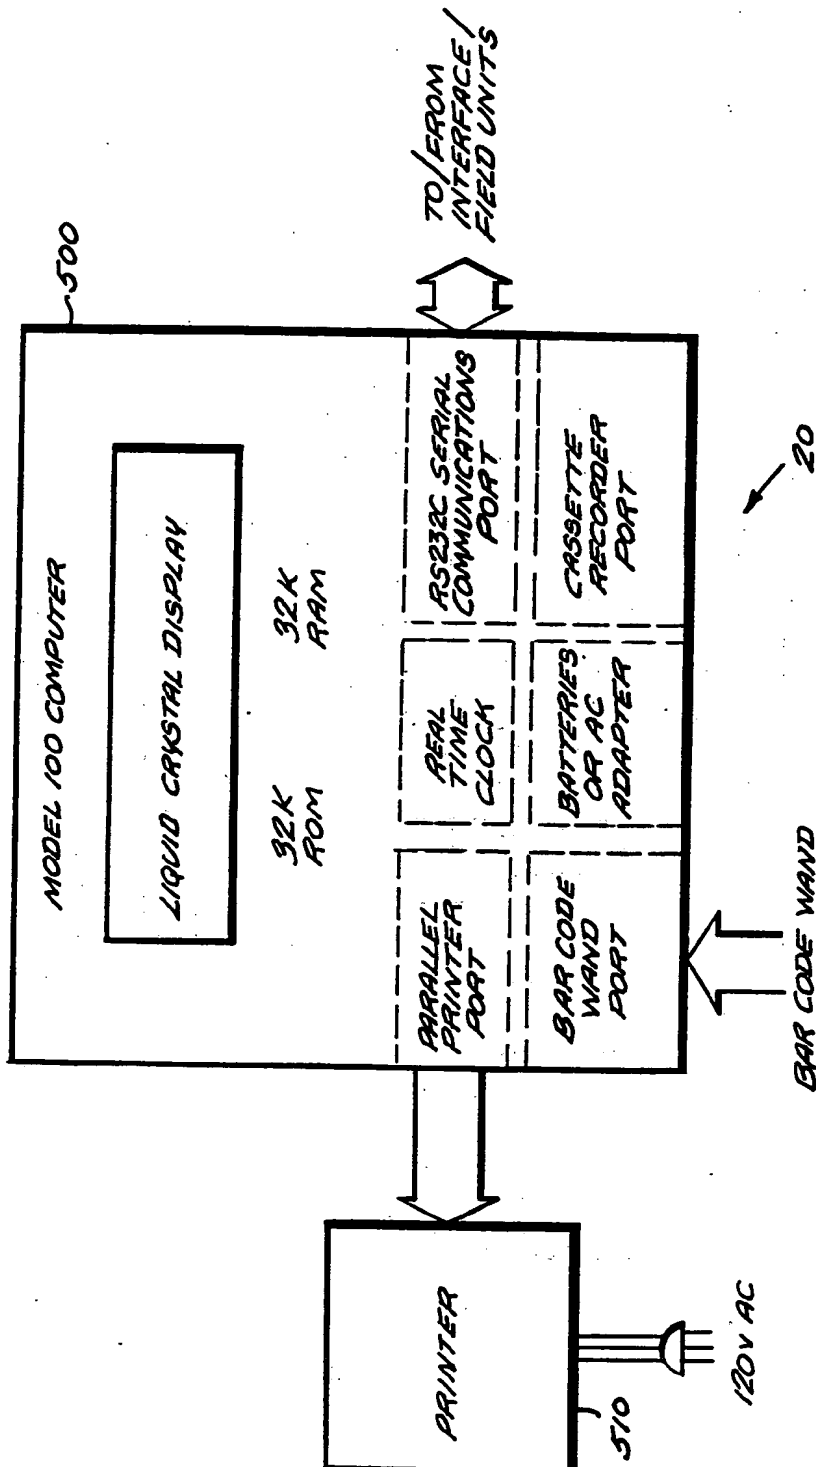 MODEL 100 COMPUTER
500
LIQUID CRYSTAL DISPLAY
32K
ROM
32K
RAM
PARALLEL
PRINTER
PORT
REAL
TIME
CLOCK
RS232C SERIAL
COMMUNICATIONS
PORT
TO/FROM
INTERFACE/
FIELD UNITS
BAR CODE
WAND
PORT
BATTERIES
OR AC
ADAPTER
CASSETTE
RECORDER
PORT
PRINTER
510
120V AC
BAR CODE WAND
20